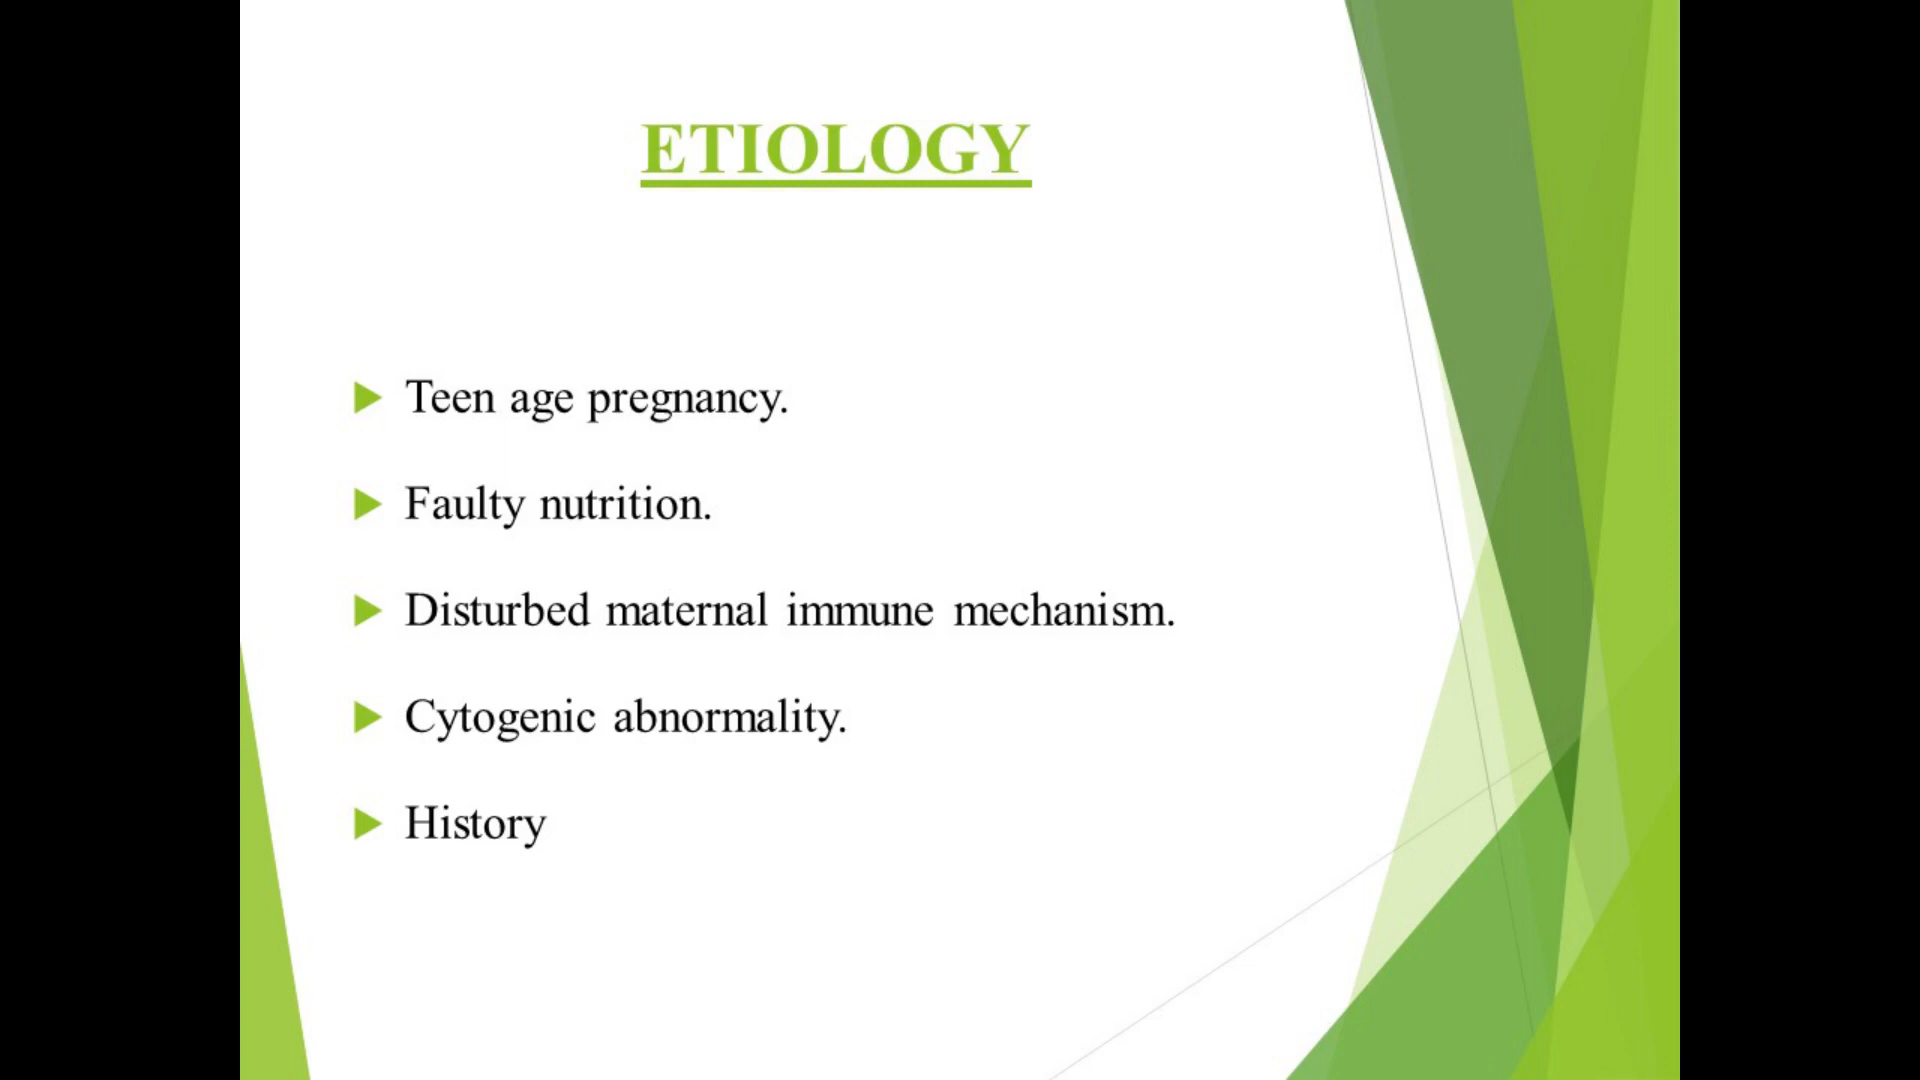 ETIOLOGY
Teen age pregnancy.
Faulty nutrition.
Disturbed maternal immune mechanism.
Cytogenic abnormality.
History